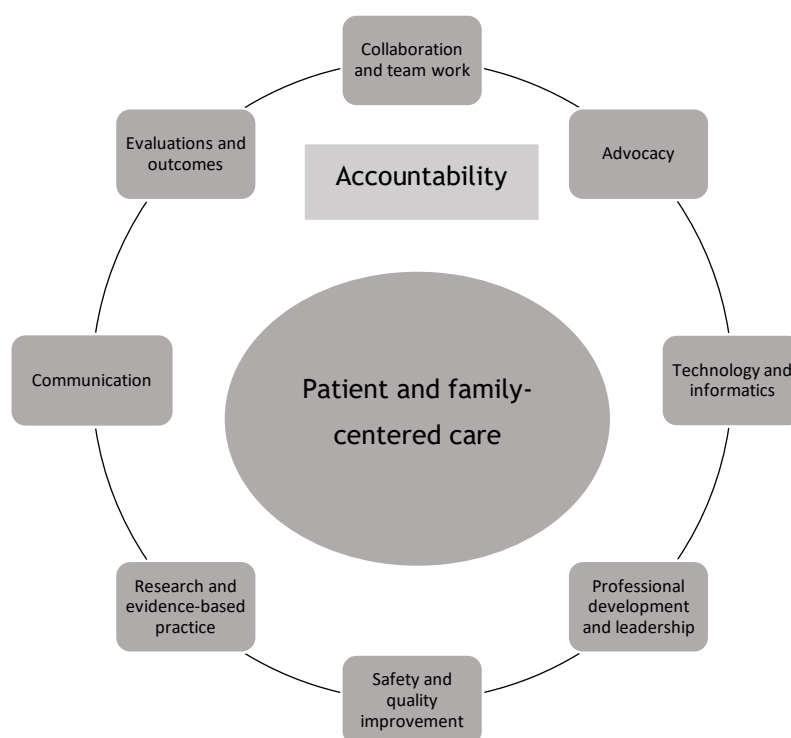 Collaboration
and team work
Evaluations and
outcomes
Advocacy
Accountability
Communication
Patient and family-
centered care
Technology and
informatics
Research and
evidence-based
practice
Professional
development
and leadership
Safety and
quality
improvement